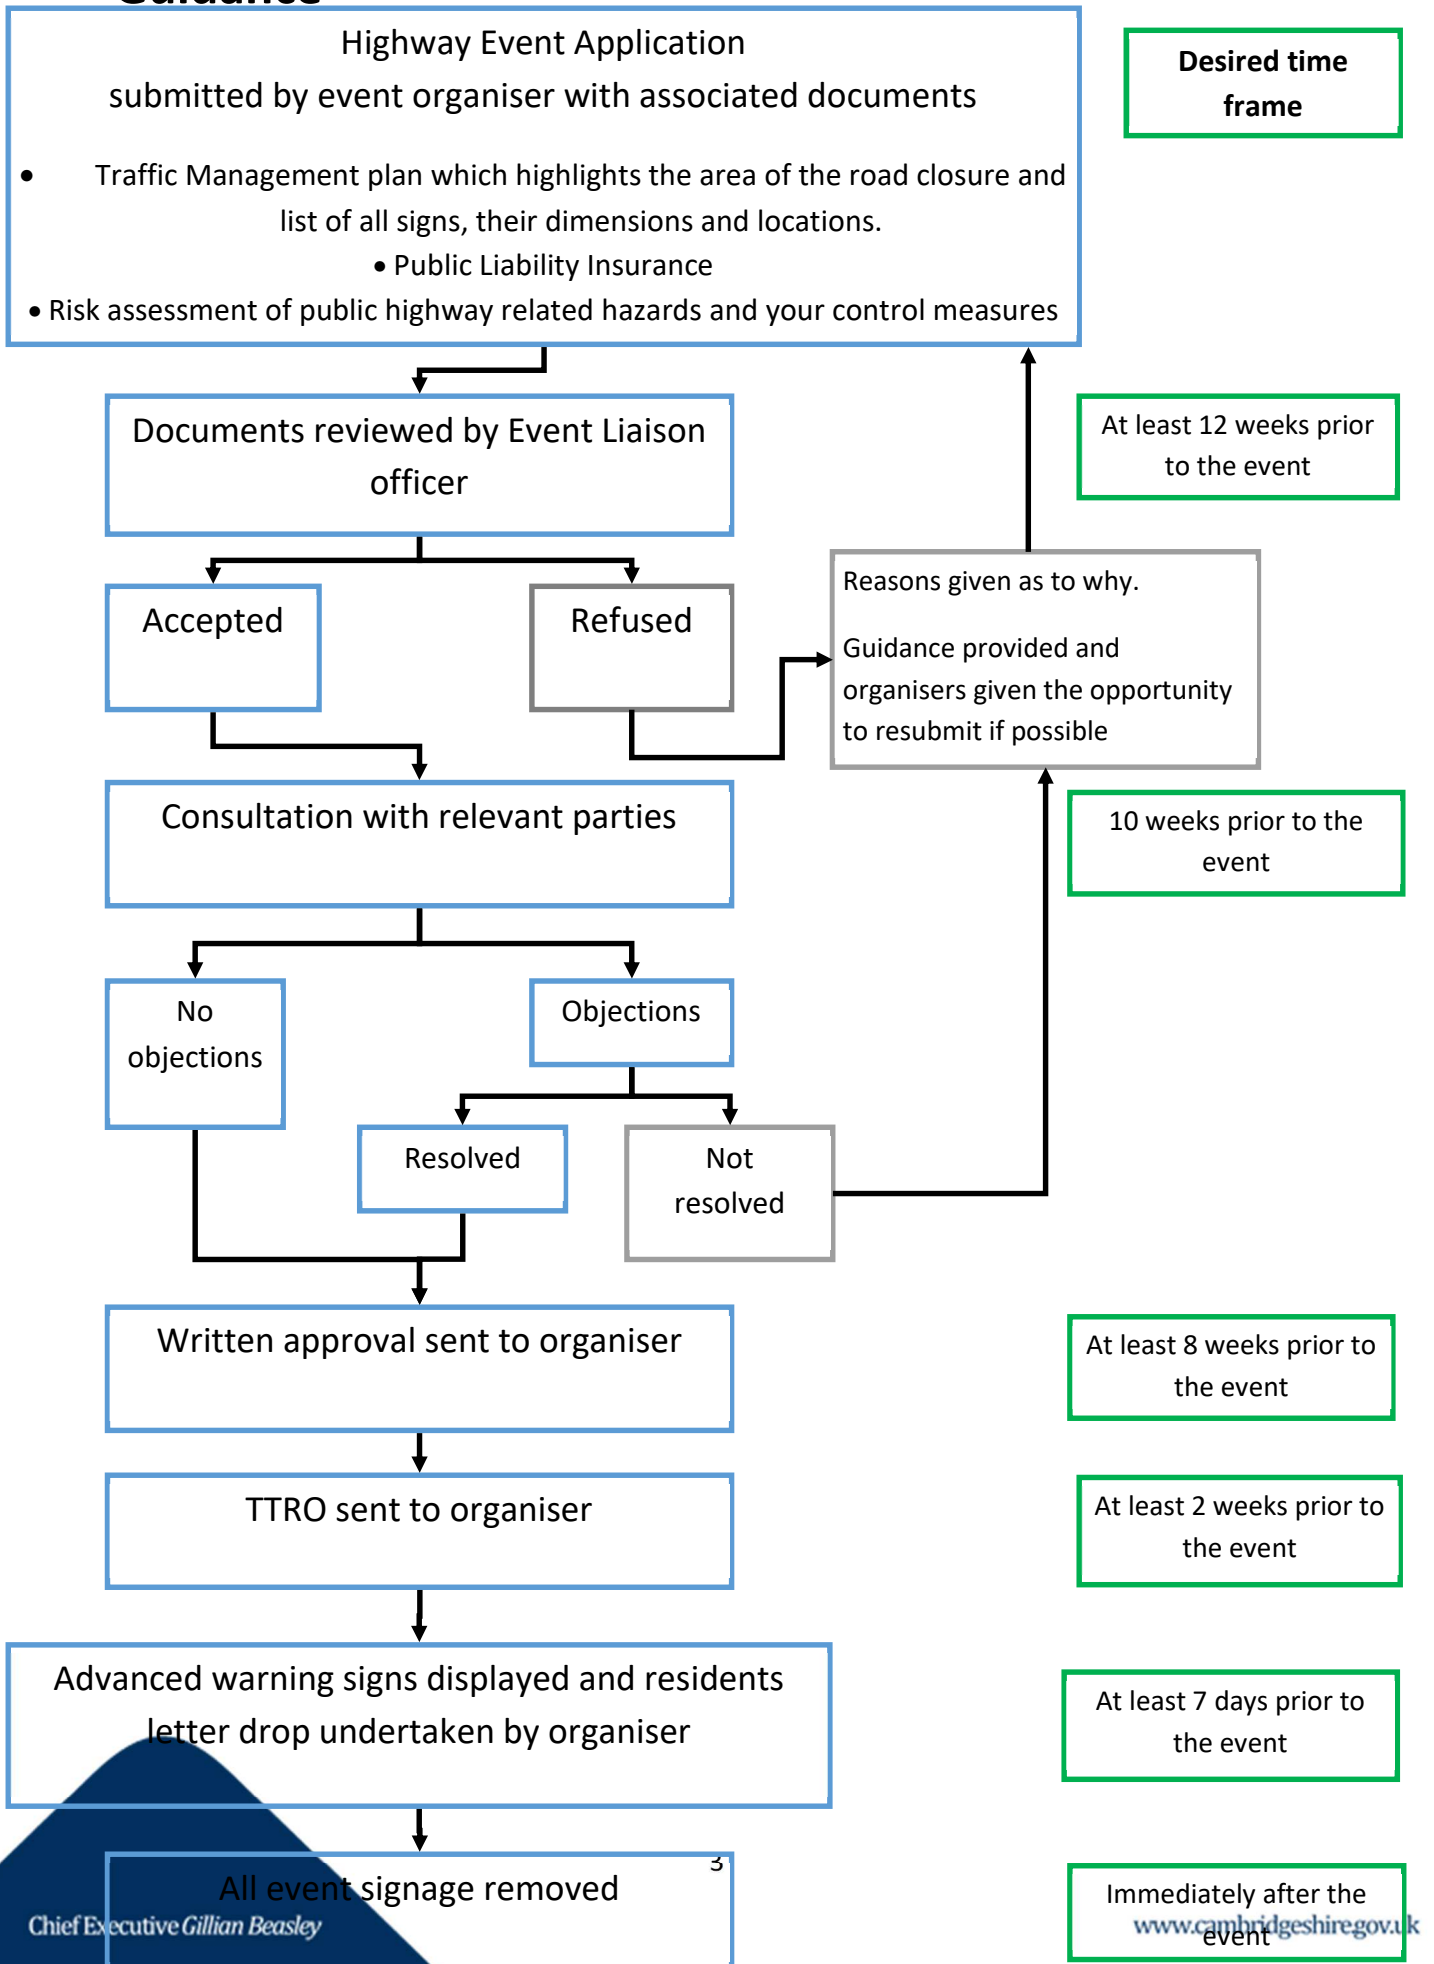 Guidance
Highway Event Application
submitted by event organiser with associated documents
Desired time
frame
• Traffic Management plan which highlights the area of the road closure and
list of all signs, their dimensions and locations.
• Public Liability Insurance
• Risk assessment of public highway related hazards and your control measures
Documents reviewed by Event Liaison
officer
At least 12 weeks prior
to the event
Accepted
Refused
Reasons given as to why.
Guidance provided and
organisers given the opportunity
to resubmit if possible
Consultation with relevant parties
10 weeks prior to the
event
No
objections
Objections
Resolved
Not
resolved
Written approval sent to organiser
At least 8 weeks prior to
the event
TTRO sent to organiser
At least 2 weeks prior to
the event
Advanced warning signs displayed and residents
letter drop undertaken by organiser
At least 7 days prior to
the event
3
All event signage removed
Immediately after the
event
Chief Executive Gillian Beasley
www.cambridgeshire.gov.uk